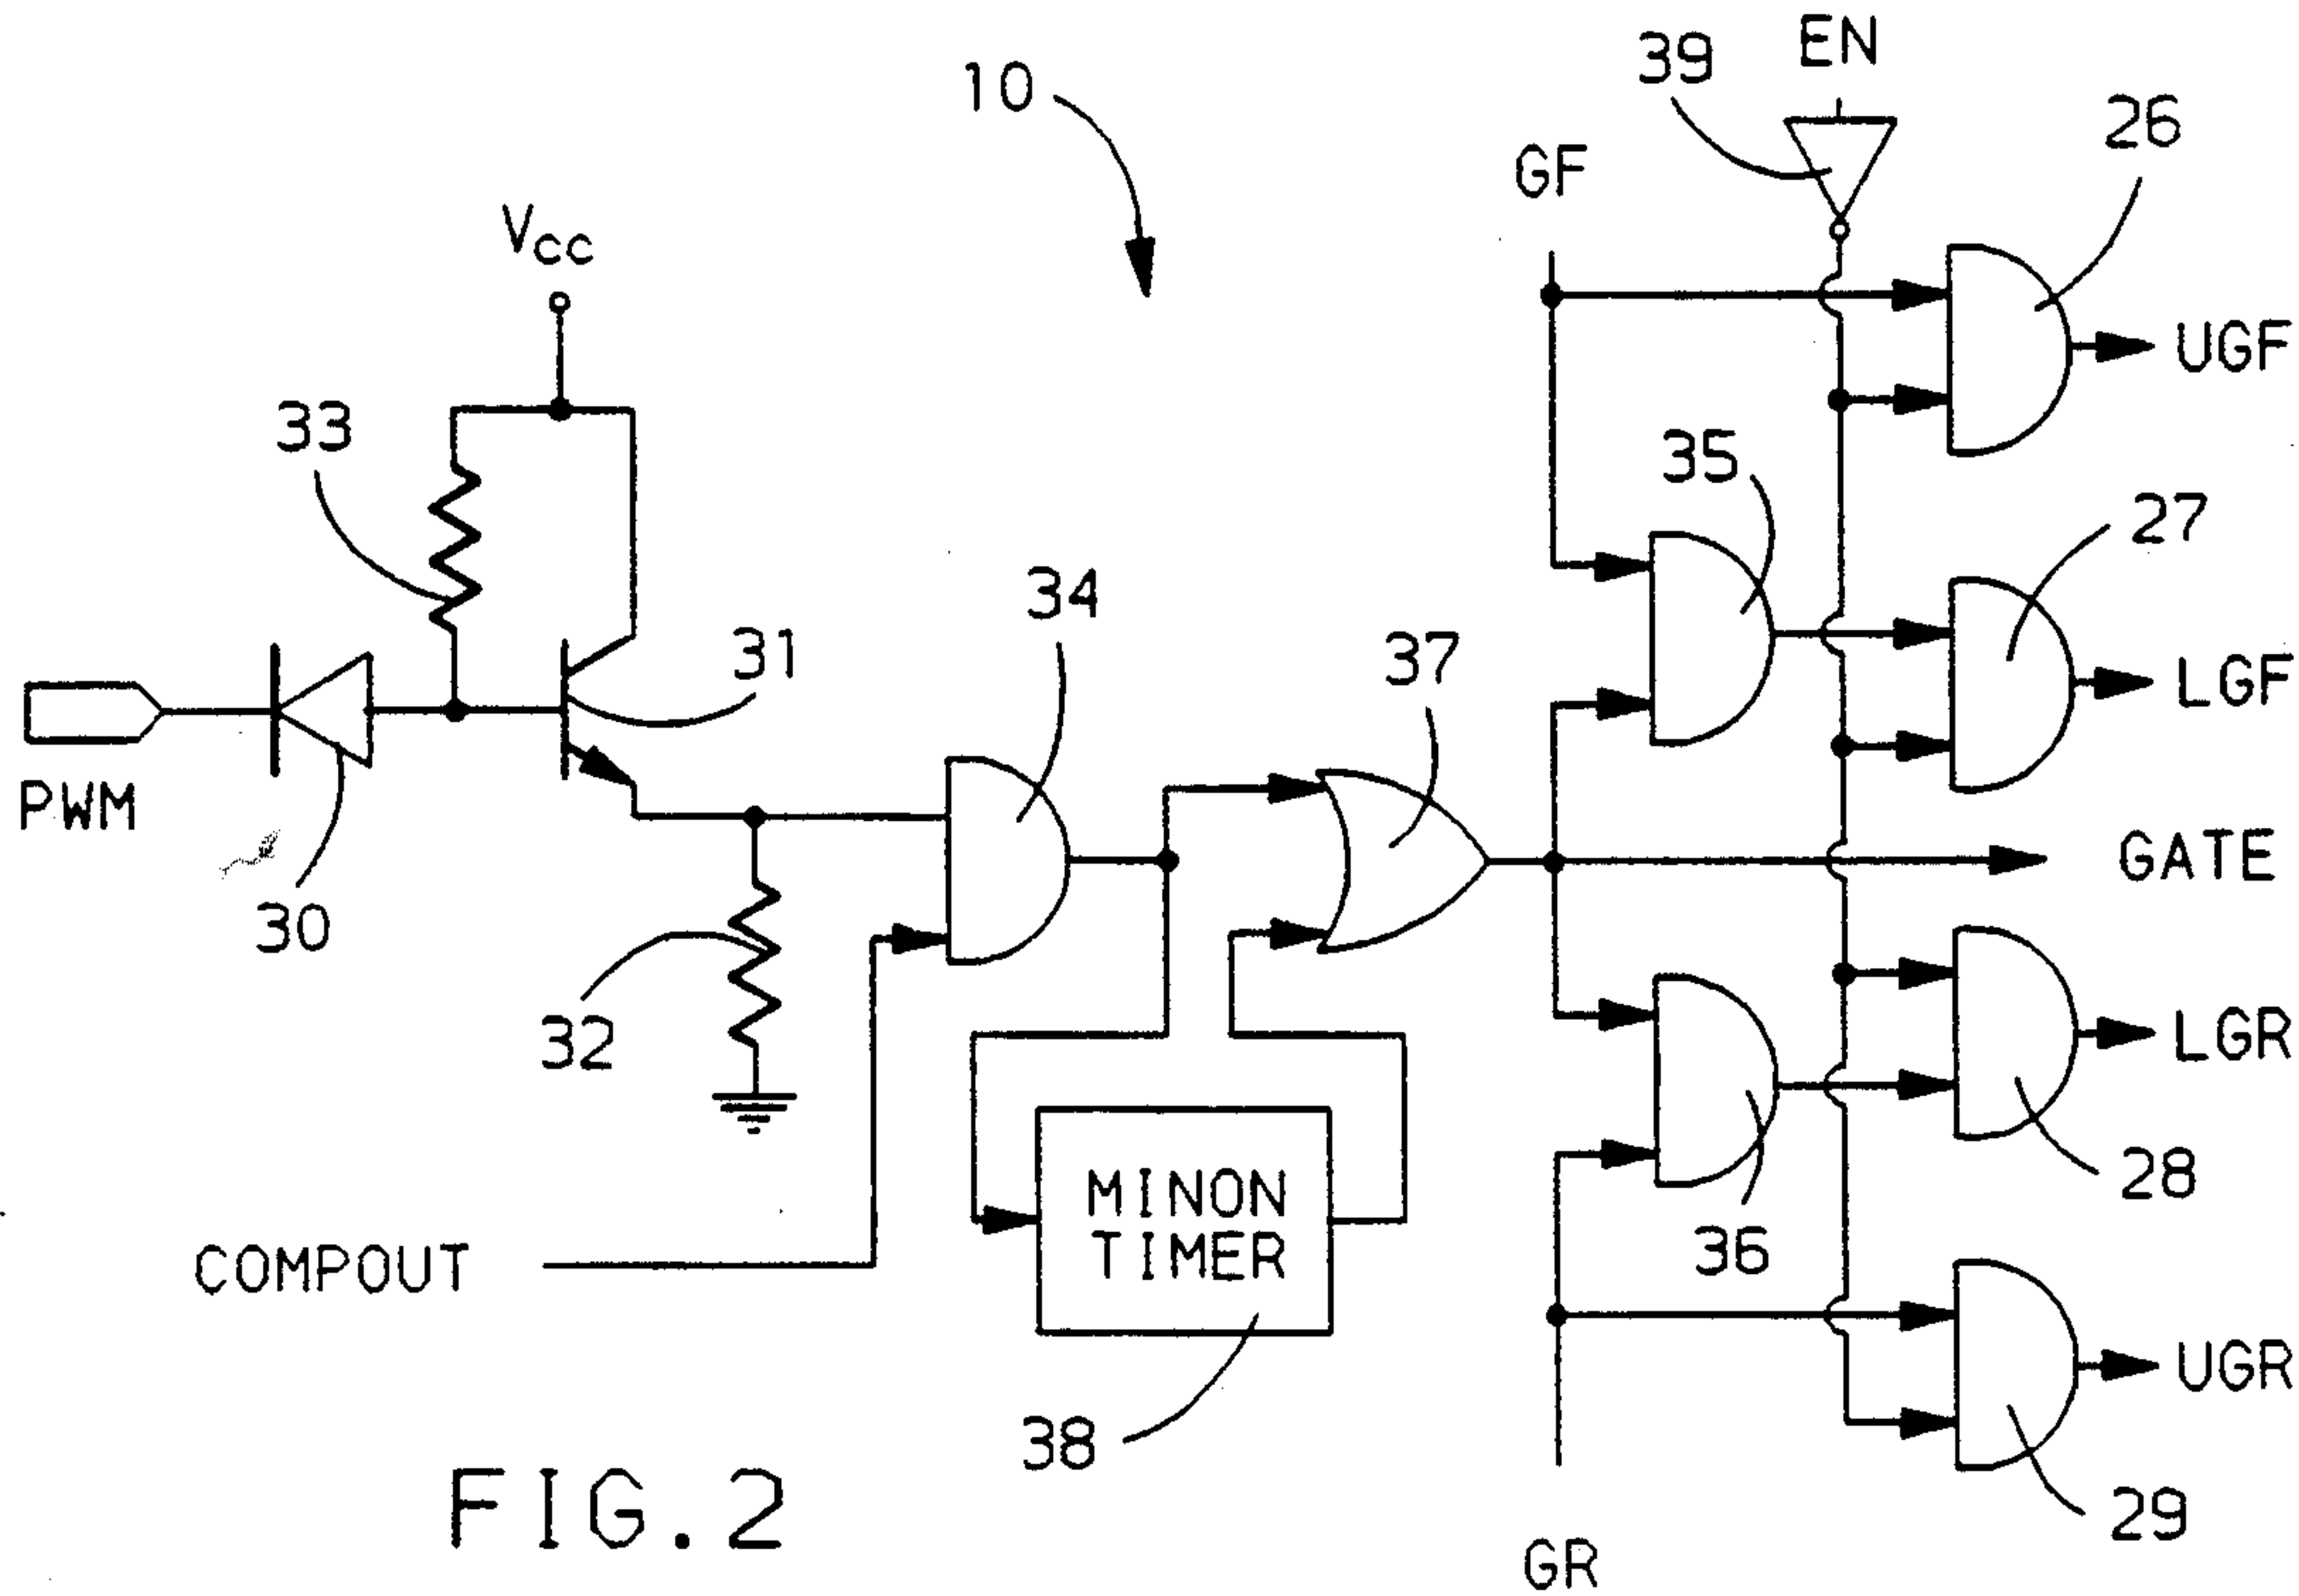 10
39
EN
26
GF
VCC
UGF
33
35
27
34
31
37
LGF
PWM
GATE
30
32
LGR
MINON
TIMER
28
36
COMPOUT
UGR
38
29
FIG.2
GR